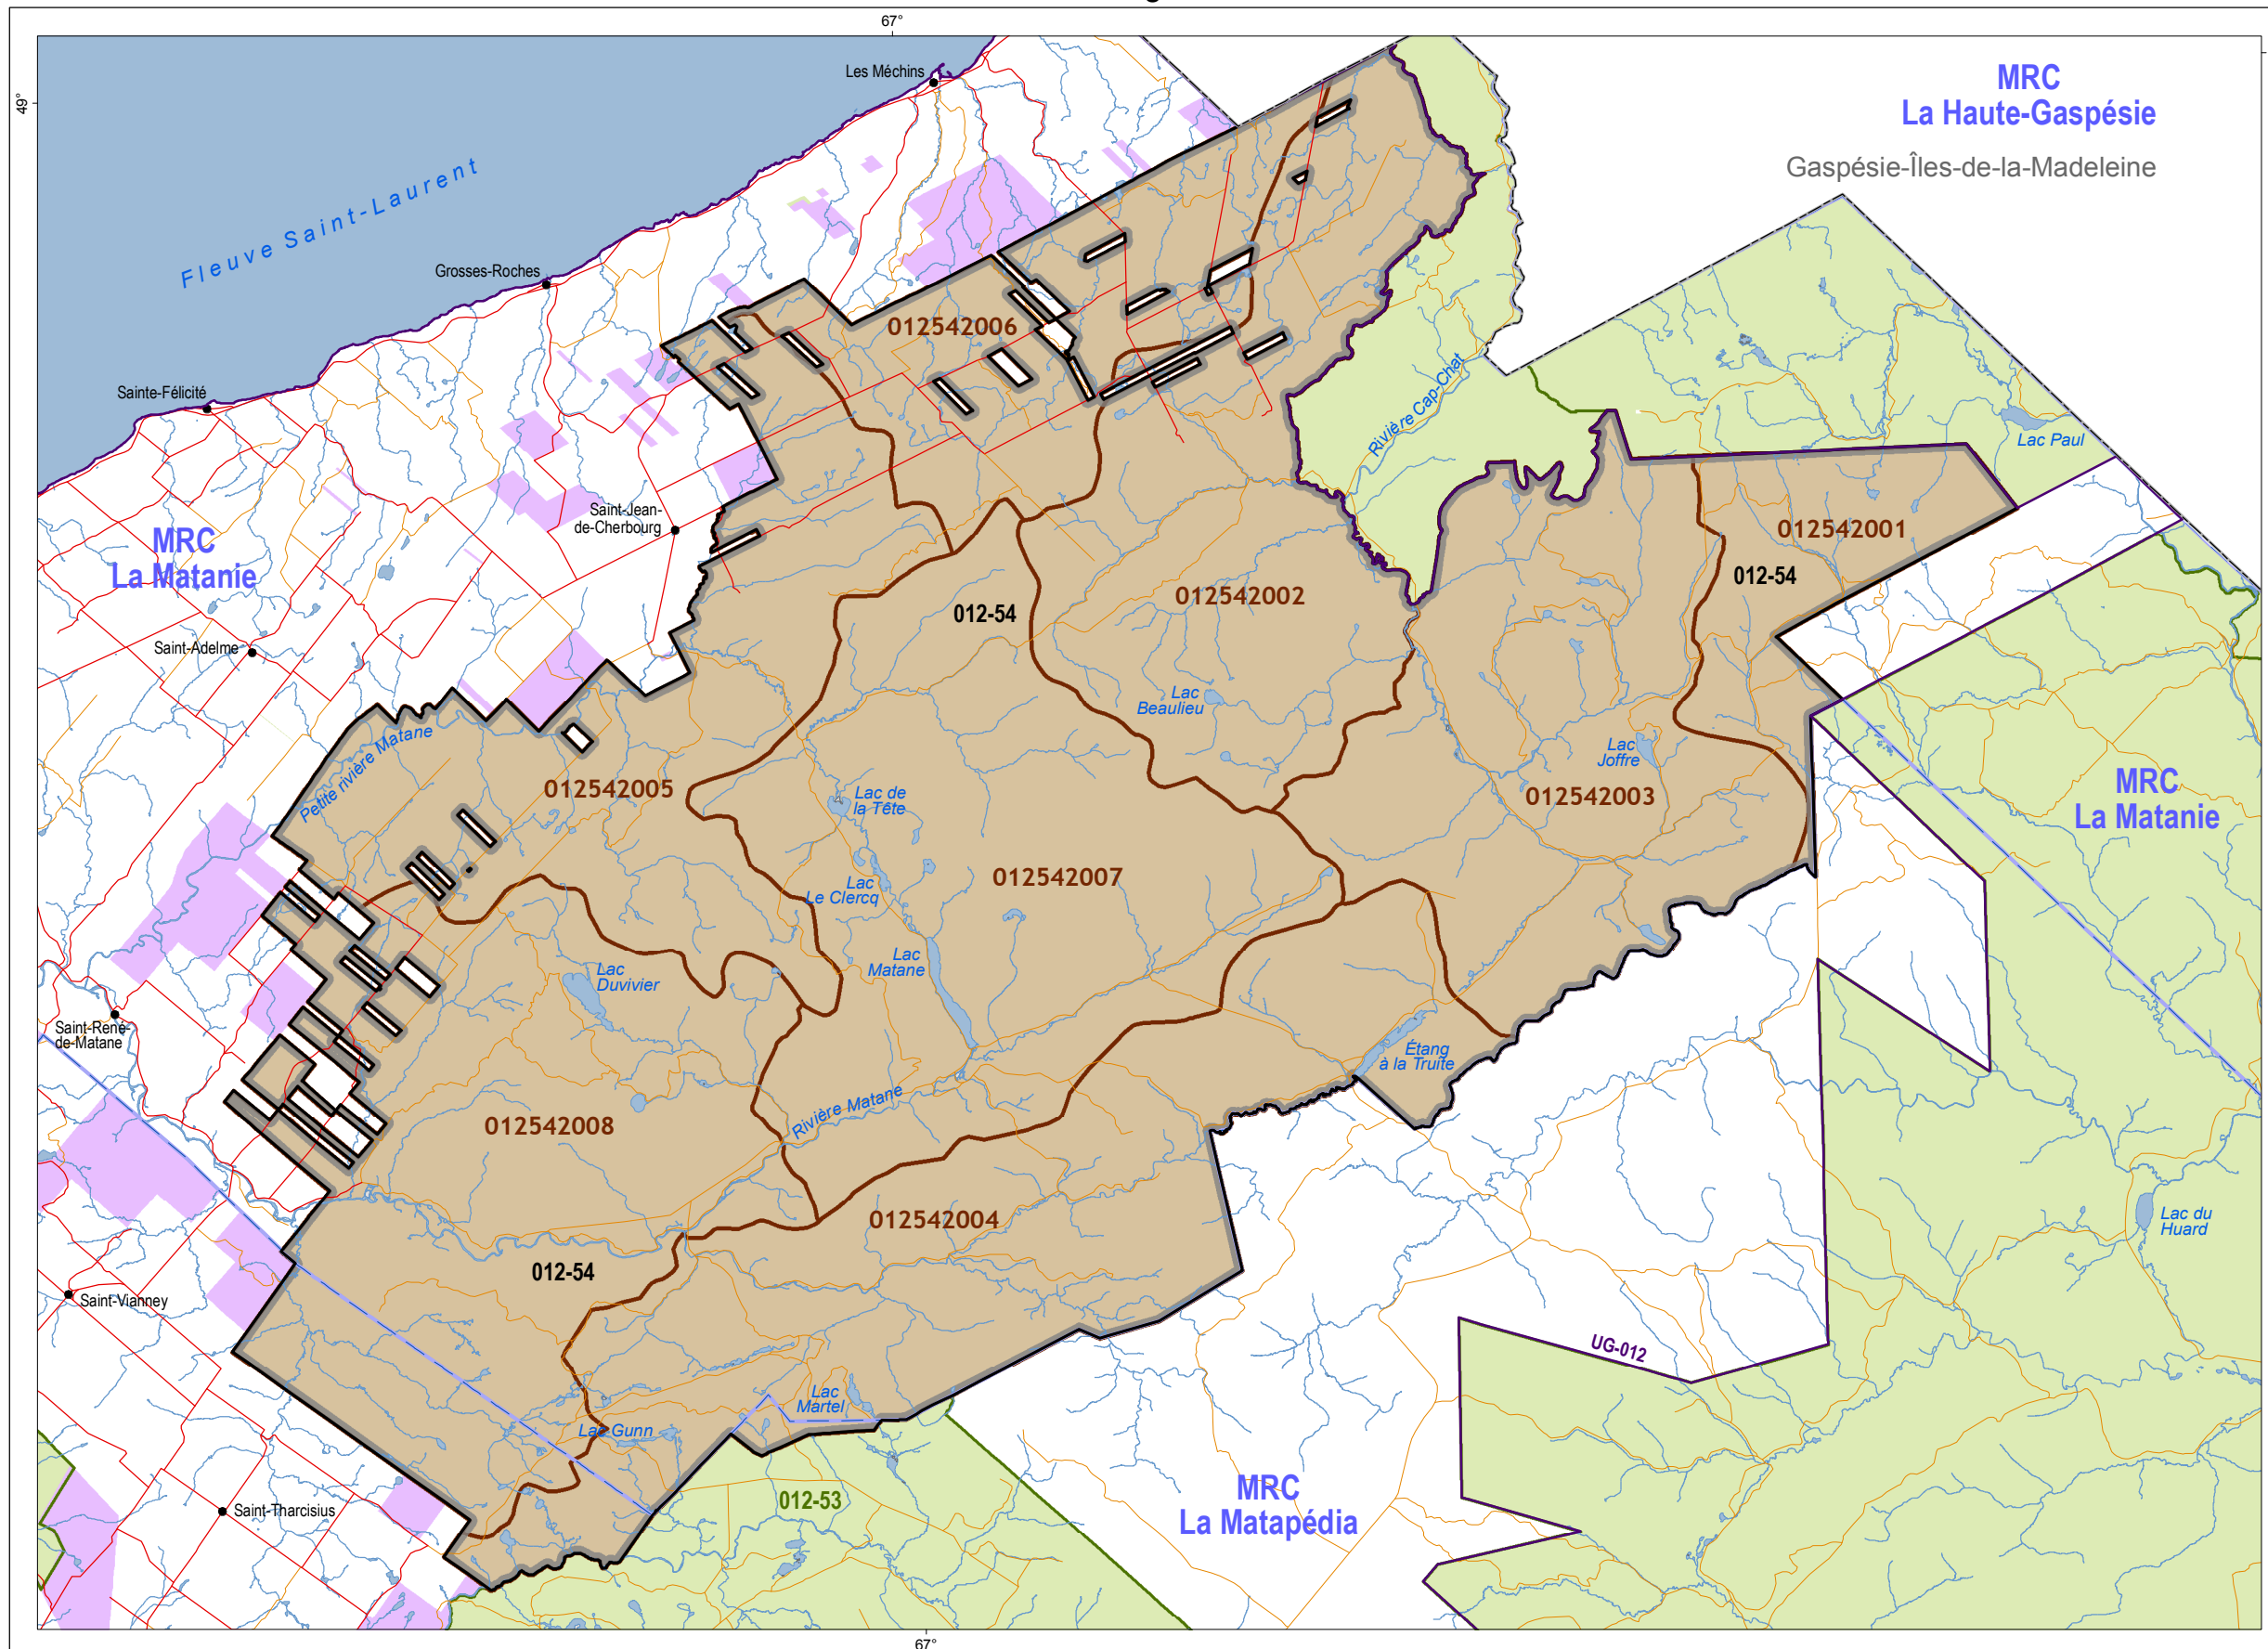 67°
49°
Les Méchins
MRC
La Haute-Gaspésie
Gaspésie-Îles-de-la-Madeleine
Fleuve Saint-Laurent
Grosses-Roches
012542006
Sainte-Félicité
Rivière Cap-Chat
Lac Paul
Saint-Jean-
de-Cherbourg
012542001
MRC
La Matanie
012-54
012542002
012-54
Saint-Adelme
Lac
Beaulieu
Petite rivière Matane
Lac
Joffre
012542005
Lac de
la Tête
012542003
MRC
La Matanie
012542007
Lac
Le Clercq
Lac
Matane
Lac
Duvivier
Saint-René-
de-Matane
Étang
à la Truite
Rivière Matane
012542008
012542004
Lac du
Huard
012-54
Saint-Vianney
UG-012
Lac
Martel
Lac Gunn
012-53
MRC
La Matapédia
Saint-Tharcisius
67°